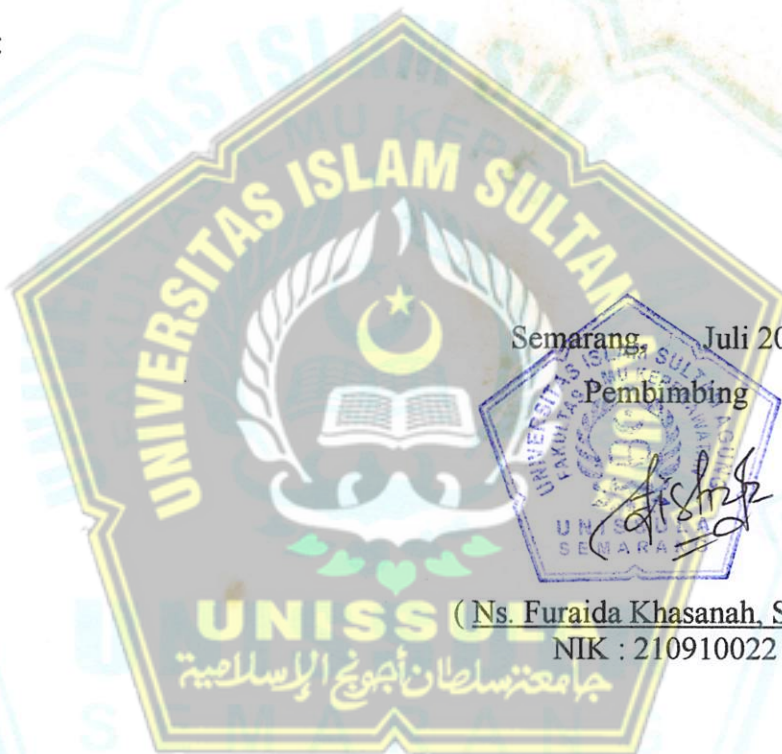 :
UNIVERSITAS ISLAM SULTAN
Semarang, Juli 20
Pembimbing
UNIVERSITAS ISLAM SULTAN AGUNG
FAKULTAS ILMU KEPERAWATAN
UNISSULA
SEMARANG
( Ns. Furaida Khasanah, S
NIK : 210910022
UNISSULA
جامعة سلطان أجونج الإسلامية
SEMARANG